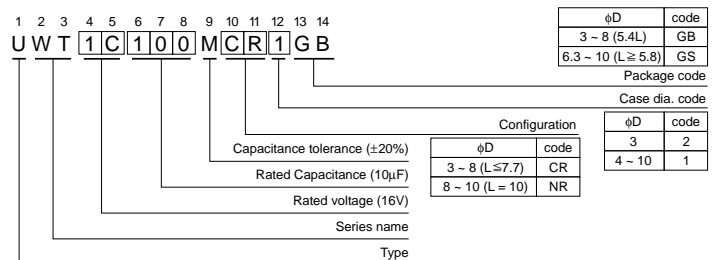 1 2 3 4 5 6 7 8 9 10 11 12 13 14
U W T 1 C 1 0 0 M C R 1 G B
ϕD code
3 ~ 8 (5.4L) GB
6.3 ~ 10 (L≧5.8) GS
Package code
Case dia. code
ϕD code
3 2
4 ~ 10 1
Configuration
ϕD code
3 ~ 8 (L≦7.7) CR
8 ~ 10 (L = 10) NR
Capacitance tolerance (±20%)
Rated Capacitance (10μF)
Rated voltage (16V)
Series name
Type